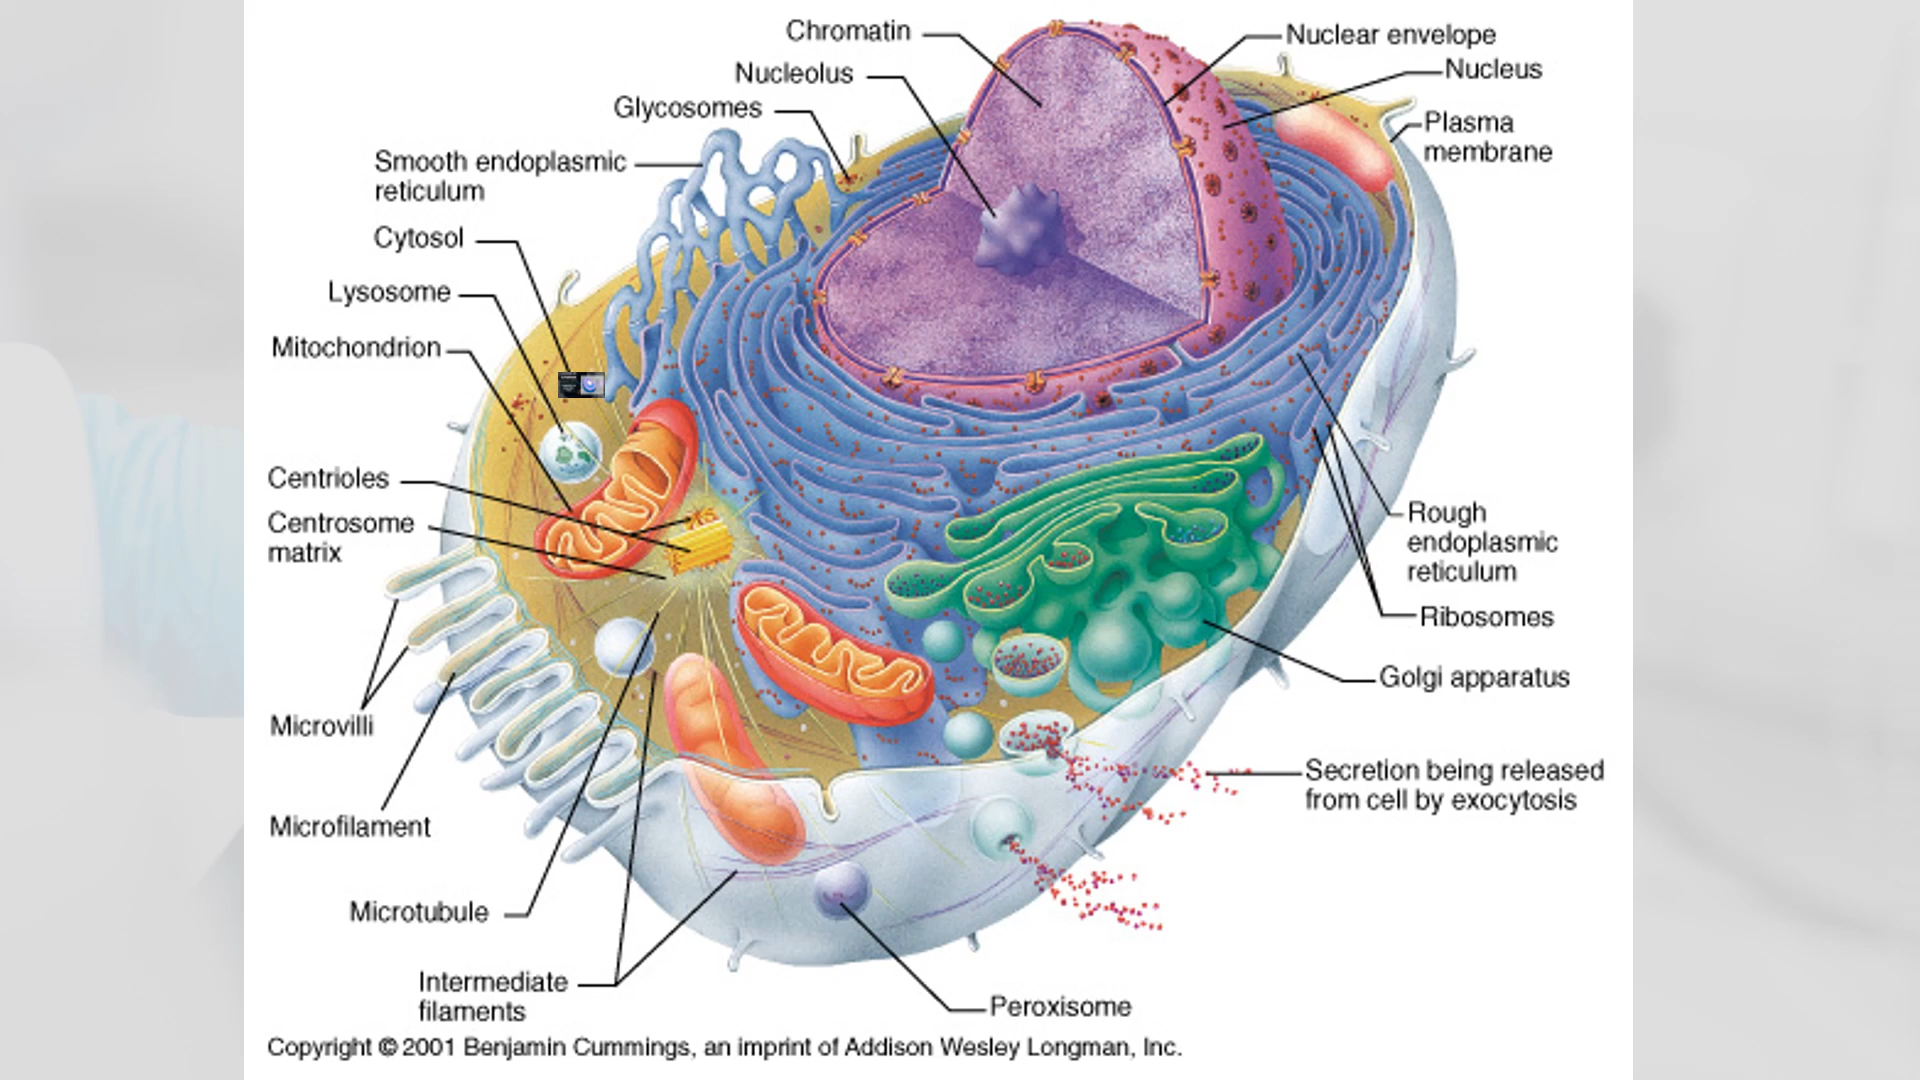 Chromatin
Nuclear envelope
Nucleolus
Nucleus
Glycosomes
Plasma
membrane
Smooth endoplasmic
reticulum
Cytosol
Lysosome
Mitochondrion
Centrioles
Centrosome
matrix
Rough
endoplasmic
reticulum
Ribosomes
Golgi apparatus
Microvilli
Secretion being released
from cell by exocytosis
Microfilament
Microtubule
Intermediate
filaments
Peroxisome
Copyright © 2001 Benjamin Cummings, an imprint of Addison Wesley Longman, Inc.